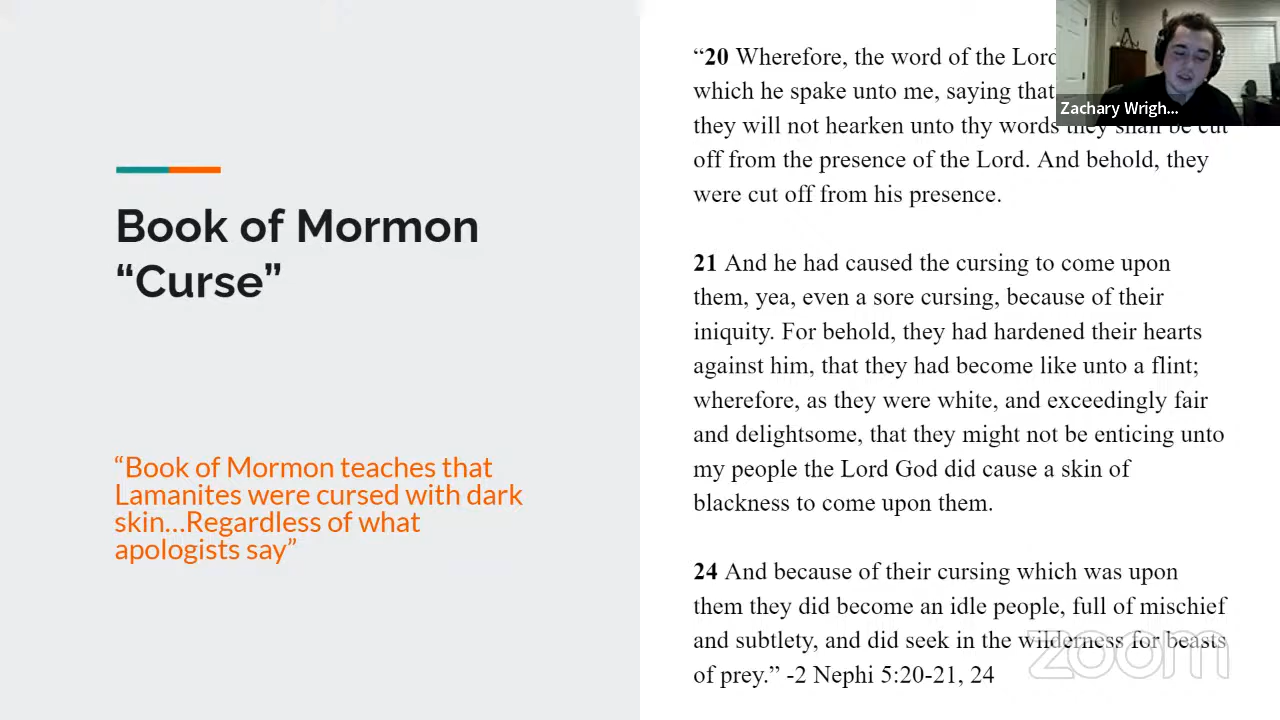 Book of Mormon
“Curse”
“Book of Mormon teaches that
Lamanites were cursed with dark
skin...Regardless of what
apologists say”
“20 Wherefore, the word of the Lord
which he spake unto me, saying that
they will not hearken unto thy words they shall be cut
off from the presence of the Lord. And behold, they
were cut off from his presence.
21 And he had caused the cursing to come upon
them, yea, even a sore cursing, because of their
iniquity. For behold, they had hardened their hearts
against him, that they had become like unto a flint;
wherefore, as they were white, and exceedingly fair
and delightsome, that they might not be enticing unto
my people the Lord God did cause a skin of
blackness to come upon them.
24 And because of their cursing which was upon
them they did become an idle people, full of mischief
and subtlety, and did seek in the wilderness for beasts
of prey.” -2 Nephi 5:20-21, 24
Zachary Wrigh...
zoom